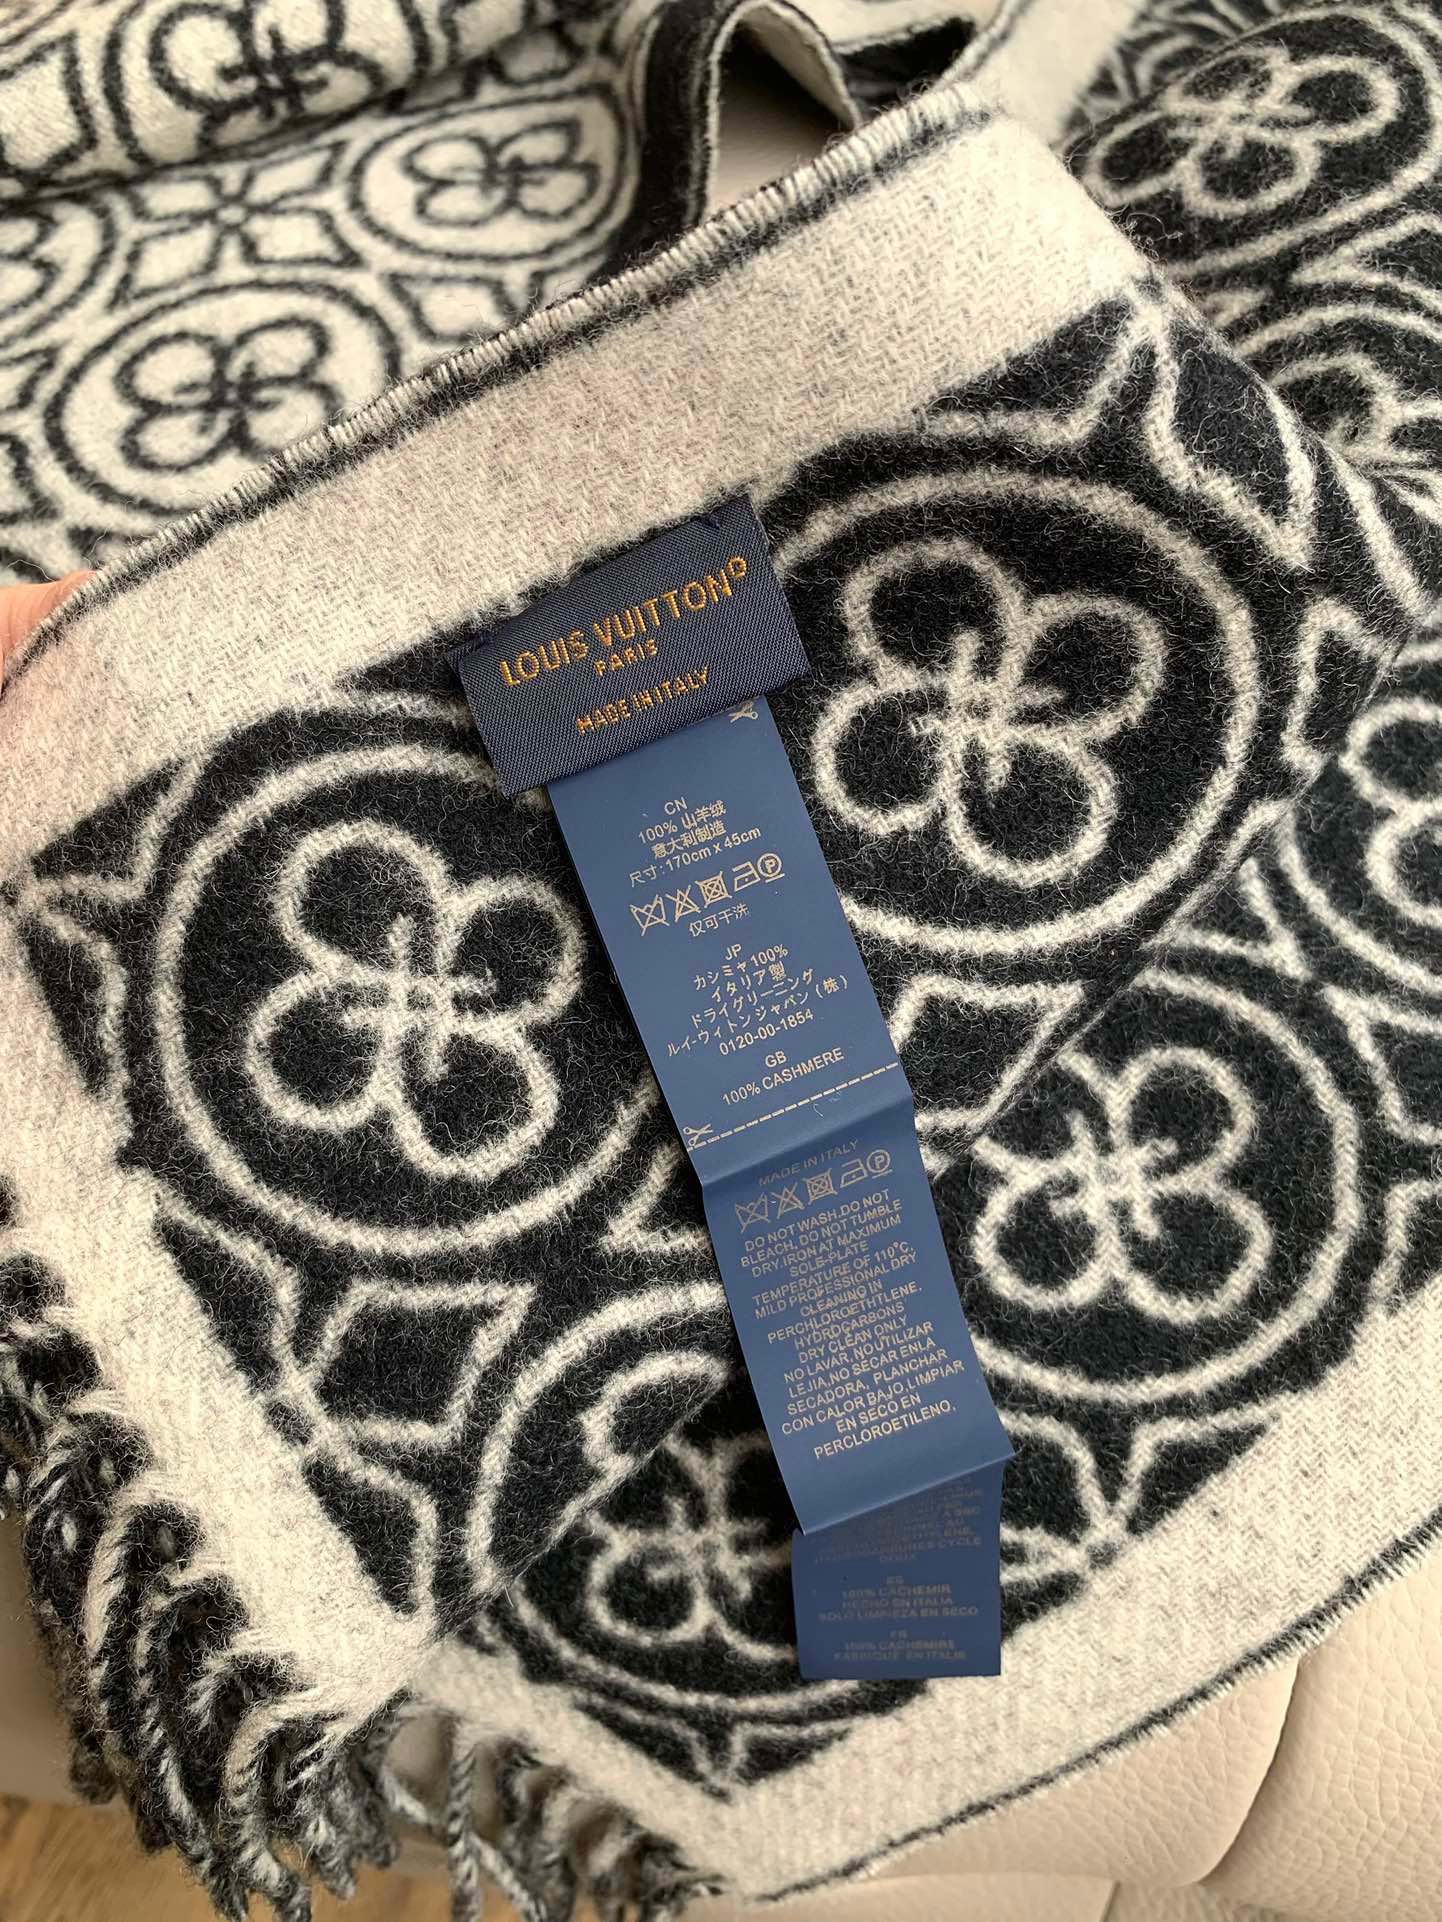 LOUIS VUITTON®
PARIS
MADE IN ITALY
CN
100% 山羊绒
意大利制造
尺寸:170cm x 45cm
P
仅可干洗
JP
カシミヤ100%
イタリア製
ドライグリーニング
ルイ-ウィトンジャパン(株)
0120-00-1854
GB
100% CASHMERE
MADE IN ITALY
P
DO NOT WASH.DO NOT
BLEACH, DO NOT TUMBLE
DRY.IRON AT MAXIMUM
SOLE-PLATE
TEMPERATURE OF 110°C.
MILD PROFESSIONAL DRY
CLEANING IN
PERCHLOROETHTLENE.
HYDROCARBONS
DRY CLEAN ONLY
NO LAVAR,NO UTILIZAR
LEJIA,NO SECAR ENLA
SECADORA, PLANCHAR
CON CALOR BAJO,LIMPIAR
EN SECO EN
PERCLOROETILENO.
CYCLE
DOUX
ES
100% CACHEMIR
HECHO EN ITALIA
SOLO LIMPIEZA EN SECO
FR
100% CACHEMIRE
FABRIQUE EN ITALIE